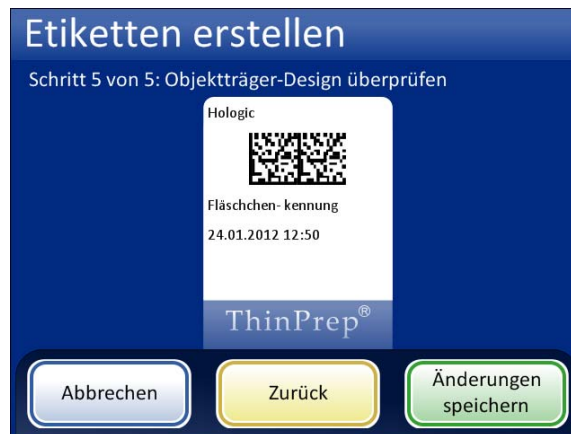 Etiketten erstellen
Schritt 5 von 5: Objektträger-Design überprüfen
Hologic
Fläschchen- kennung
24.01.2012 12:50
ThinPrep®
Abbrechen
Zurück
Änderungen
speichern